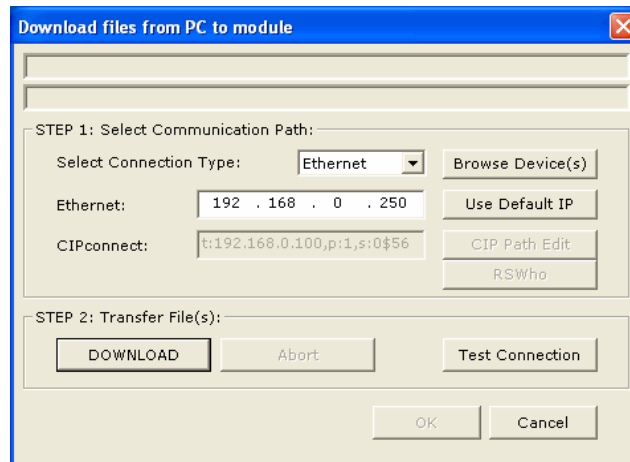 Download files from PC to module
STEP 1: Select Communication Path:
Select Connection Type: Ethernet Browse Device(s)
Ethernet: 192 . 168 . 0 . 250 Use Default IP
CIPconnect: t:192.168.0.100,p:1,s:0$56 CIP Path Edit
RSWho
STEP 2: Transfer File(s):
DOWNLOAD Abort Test Connection
OK Cancel